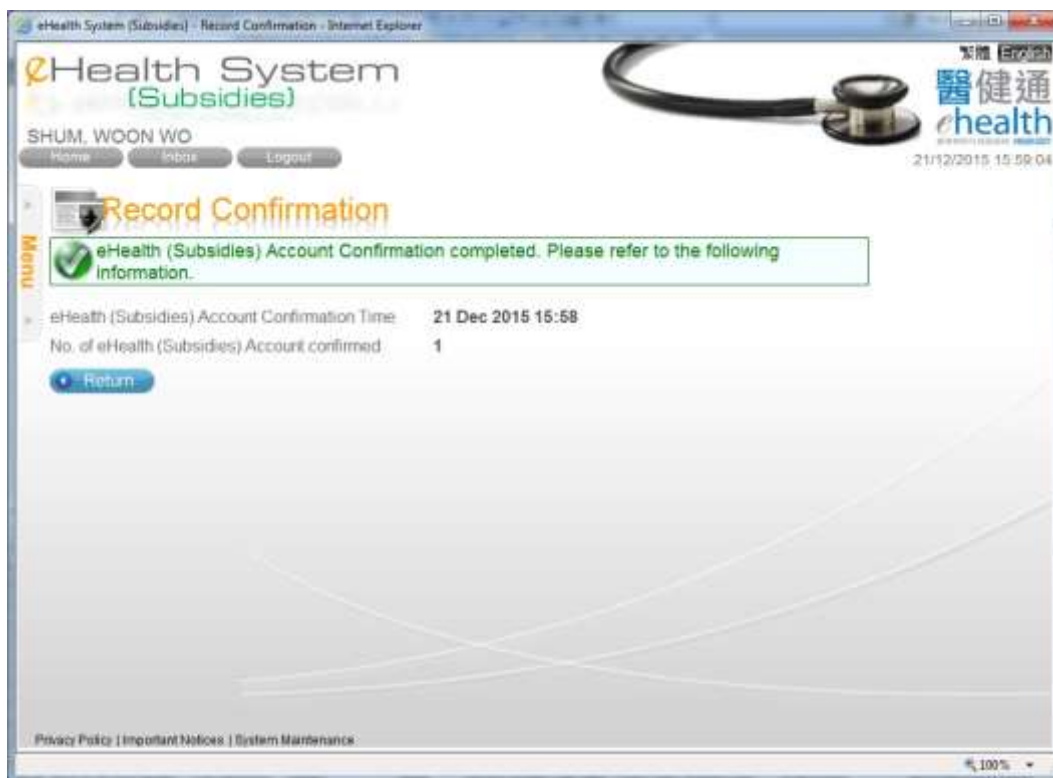 eHealth System (Subsidies) - Record Confirmation - Internet Explorer
eHealth System
(Subsidies)
繁體 English
醫健通
ehealth
SHUM, WOON WO
Home Inbox Logout
21/12/2015 15:59:04
Record Confirmation
Menu
eHealth (Subsidies) Account Confirmation completed. Please refer to the following
information.
eHealth (Subsidies) Account Confirmation Time 21 Dec 2015 15:58
No. of eHealth (Subsidies) Account confirmed 1
Return
Privacy Policy | Important Notices | System Maintenance
100%